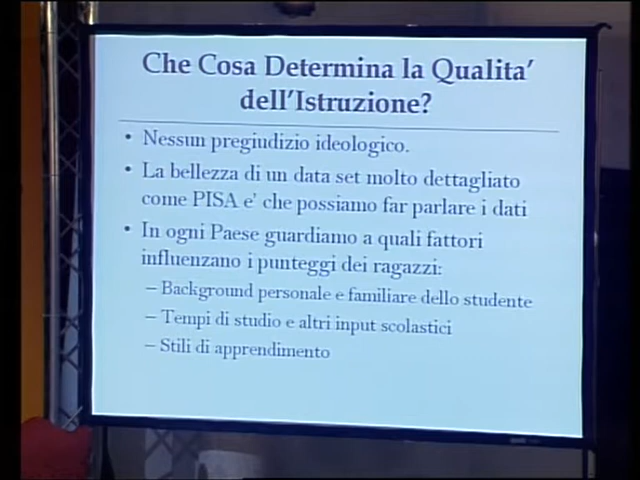 Che Cosa Determina la Qualita'
dell'Istruzione?
• Nessun pregiudizio ideologico.
• La bellezza di un data set molto dettagliato
come PISA e' che possiamo far parlare i dati
• In ogni Paese guardiamo a quali fattori
influenzano i punteggi dei ragazzi:
– Background personale e familiare dello studente
– Tempi di studio e altri input scolastici
– Stili di apprendimento